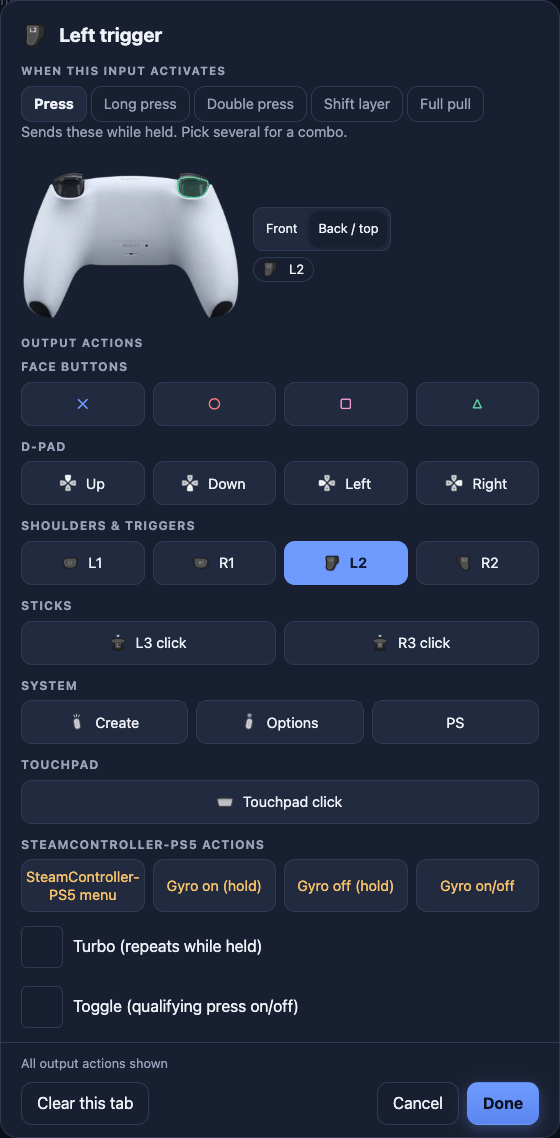 L2
Left trigger
WHEN THIS INPUT ACTIVATES
Press
Long press
Double press
Shift layer
Full pull
Sends these while held. Pick several for a combo.
Front
Back / top
L2
OUTPUT ACTIONS
FACE BUTTONS
D-PAD
Up
Down
Left
Right
SHOULDERS & TRIGGERS
L1
R1
L2
R2
STICKS
L3 click
R3 click
SYSTEM
Create
Options
PS
TOUCHPAD
Touchpad click
STEAMCONTROLLER-PS5 ACTIONS
SteamController-
PS5 menu
Gyro on (hold)
Gyro off (hold)
Gyro on/off
Turbo (repeats while held)
Toggle (qualifying press on/off)
All output actions shown
Clear this tab
Cancel
Done